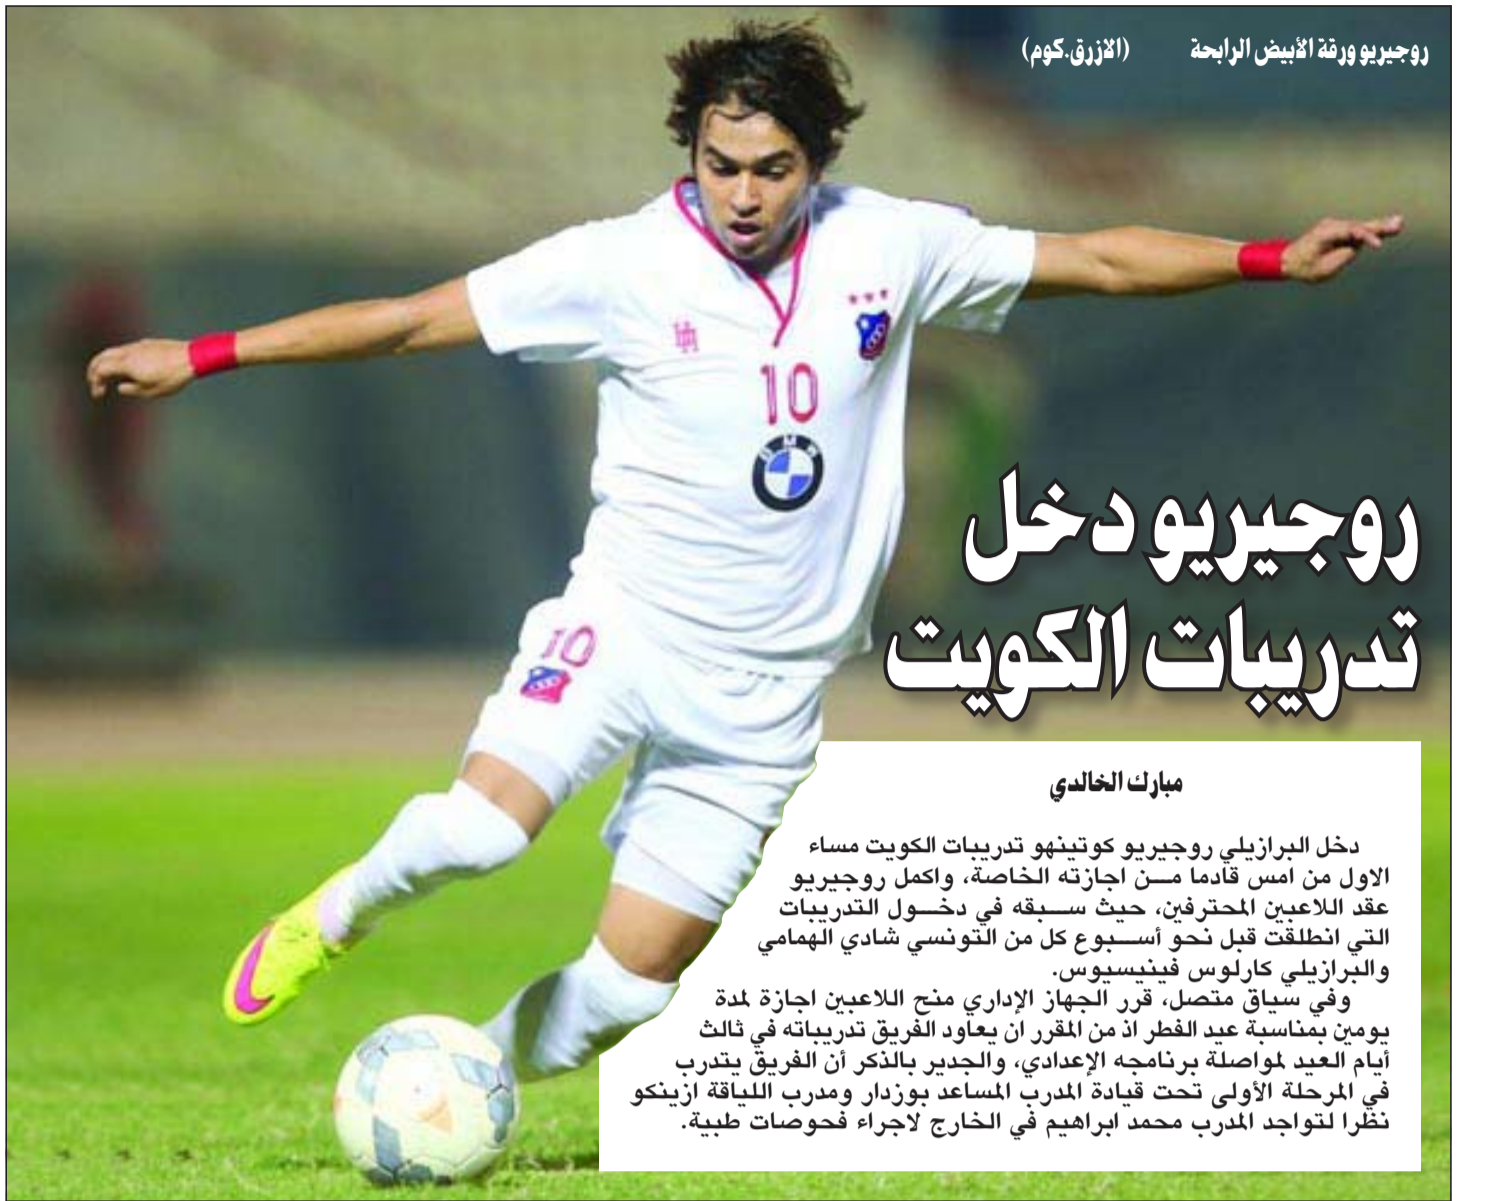 روجيريو ورقة الأبيض الرابحة (الازرق.كوم)
10
BMW
10
روجيريو دخل
تدريبات الكويت
مبارك الخالدي
دخل البرازيلي روجيريو كوتينهو تدريبات الكويت مساء
الاول من امس قادما مـــن اجازته الخاصة، واكمل روجيريو
عقد اللاعبين المحترفين، حيث ســـبقه في دخـــول التدريبات
التي انطلقت قبل نحو أســـبوع كل من التونسي شادي الهمامي
والبرازيلي كارلوس فينيسيوس.
وفي سياق متصل، قرر الجهاز الإداري منح اللاعبين اجازة لمدة
يومين بمناسبة عيد الفطر اذ من المقرر ان يعاود الفريق تدريباته في ثالث
أيام العيد لمواصلة برنامجه الإعدادي، والجدير بالذكر أن الفريق يتدرب
في المرحلة الأولى تحت قيادة المدرب المساعد بوزدار ومدرب اللياقة ازينكو
نظرا لتواجد المدرب محمد ابراهيم في الخارج لاجراء فحوصات طبية.